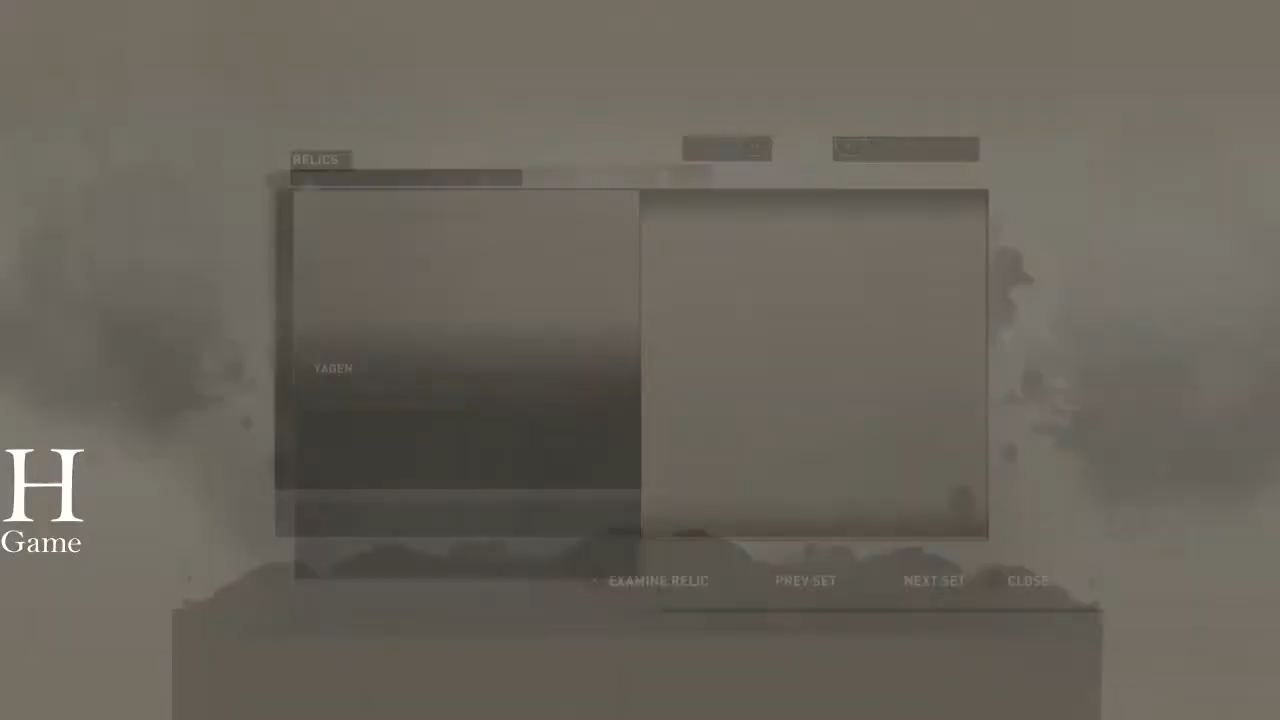 RELICS
YAGEN
H
Game
EXAMINE RELIC PREV SET NEXT SET CLOSE